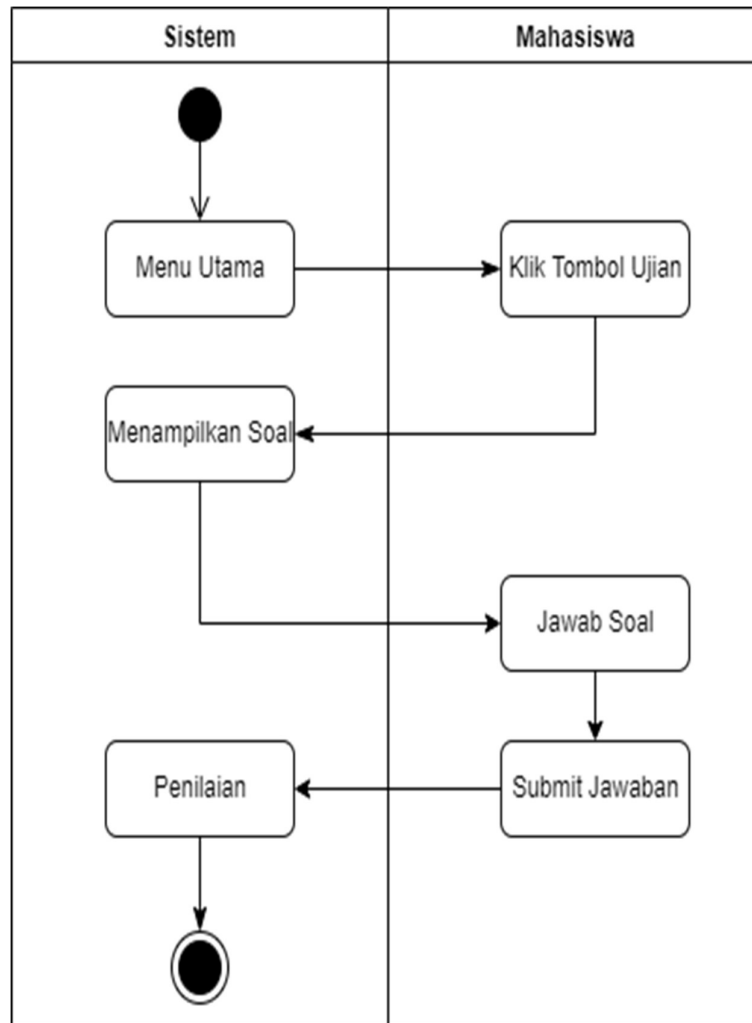 Sistem
Mahasiswa
Menu Utama
Klik Tombol Ujian
Menampilkan Soal
Jawab Soal
Penilaian
Submit Jawaban